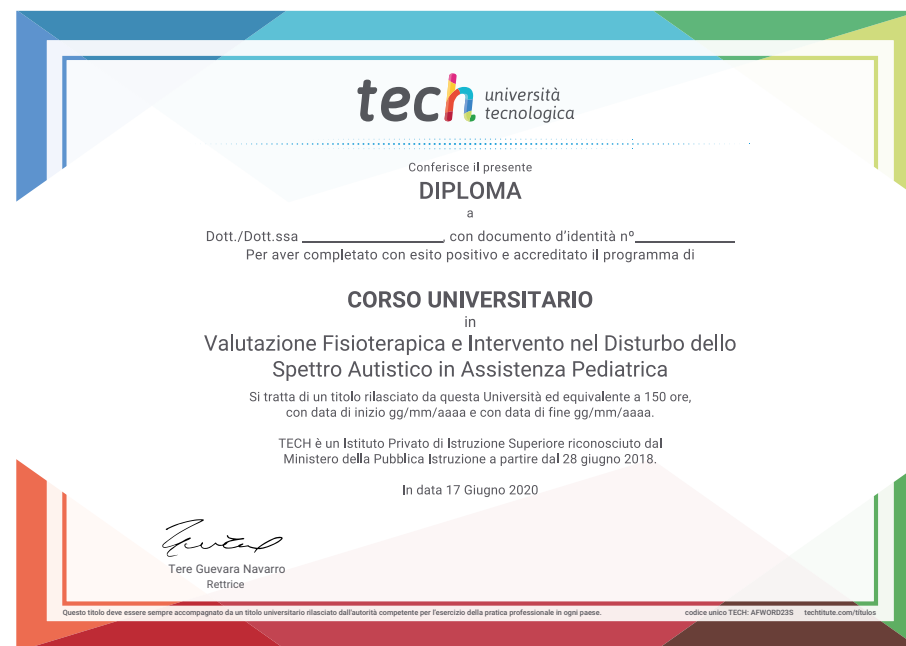 tech università
tecnologica
Conferisce il presente
DIPLOMA
a
Dott./Dott.ssa ____________________, con documento d'identità nº______________
Per aver completato con esito positivo e accreditato il programma di
CORSO UNIVERSITARIO
in
Valutazione Fisioterapica e Intervento nel Disturbo dello
Spettro Autistico in Assistenza Pediatrica
Si tratta di un titolo rilasciato da questa Università ed equivalente a 150 ore,
con data di inizio gg/mm/aaaa e con data di fine gg/mm/aaaa.
TECH è un Istituto Privato di Istruzione Superiore riconosciuto dal
Ministero della Pubblica Istruzione a partire dal 28 giugno 2018.
In data 17 Giugno 2020
Tere Guevara Navarro
Rettrice
Questo titolo deve essere sempre accompagnato da un titolo universitario rilasciato dall'autorità competente per l'esercizio della pratica professionale in ogni paese. codice unico TECH: AFWORD23S techtitute.com/titulos